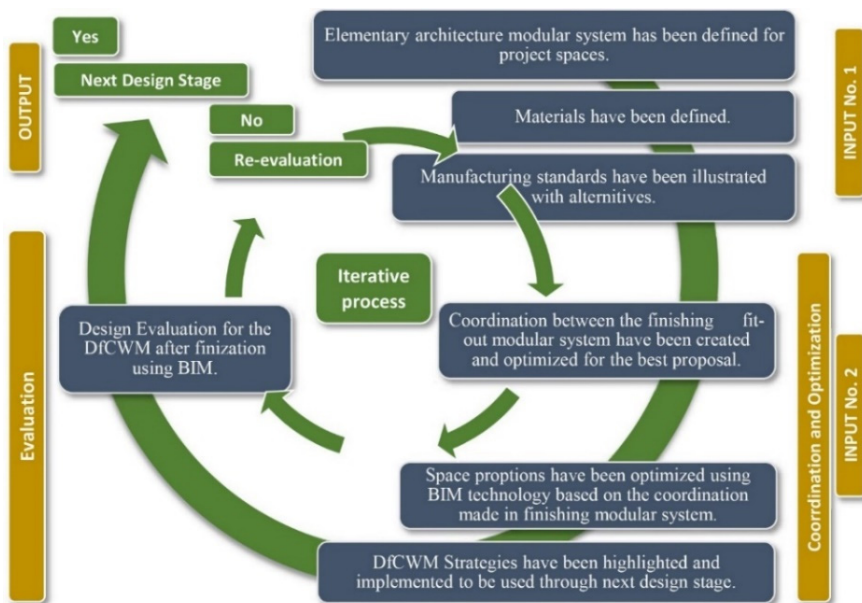 Yes
Next Design Stage
OUTPUT
No
Re-evaluation
Elementary architecture modular system has been defined for
project spaces.
Materials have been defined.
Manufacturing standards have been illustrated
with alternitives.
INPUT No. 1
Iterative
process
Coordination between the finishing fit-
out modular system have been created
and optimized for the best proposal.
Space proptions have been optimized using
BIM technology based on the coordination
made in finishing modular system.
DfCWM Strategies have been highlighted and
implemented to be used through next design stage.
Coorrdination and Optimization
INPUT No. 2
Design Evaluation for the
DfCWM after finization
using BIM.
Evaluation